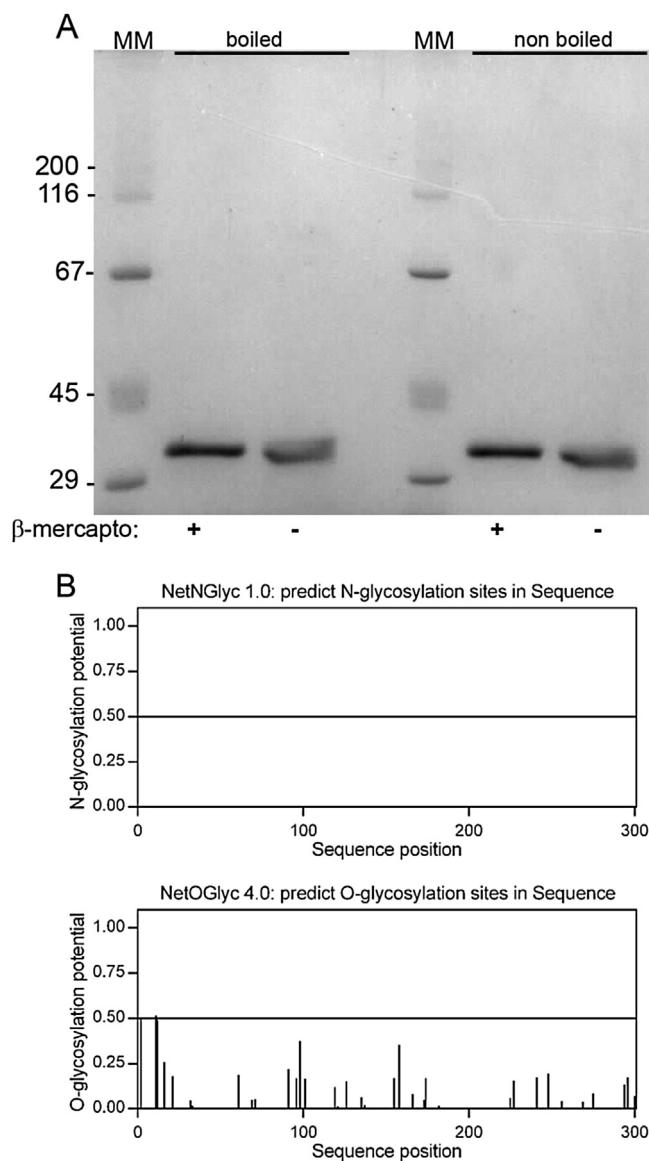 A
MM boiled MM non boiled
200 -
116 -
67-
45 -
29 -
β-mercapto: + - + -
B
NetNGlyc 1.0: predict N-glycosylation sites in Sequence
N-glycosylation potential
1.00
0.50
0.25
0.00
0 100 200 300
Sequence position
NetOGlyc 4.0: predict O-glycosylation sites in Sequence
O-glycosylation potential
1.00
0.75
0.50
0.25
0.00
0 100 200 300
Sequence position